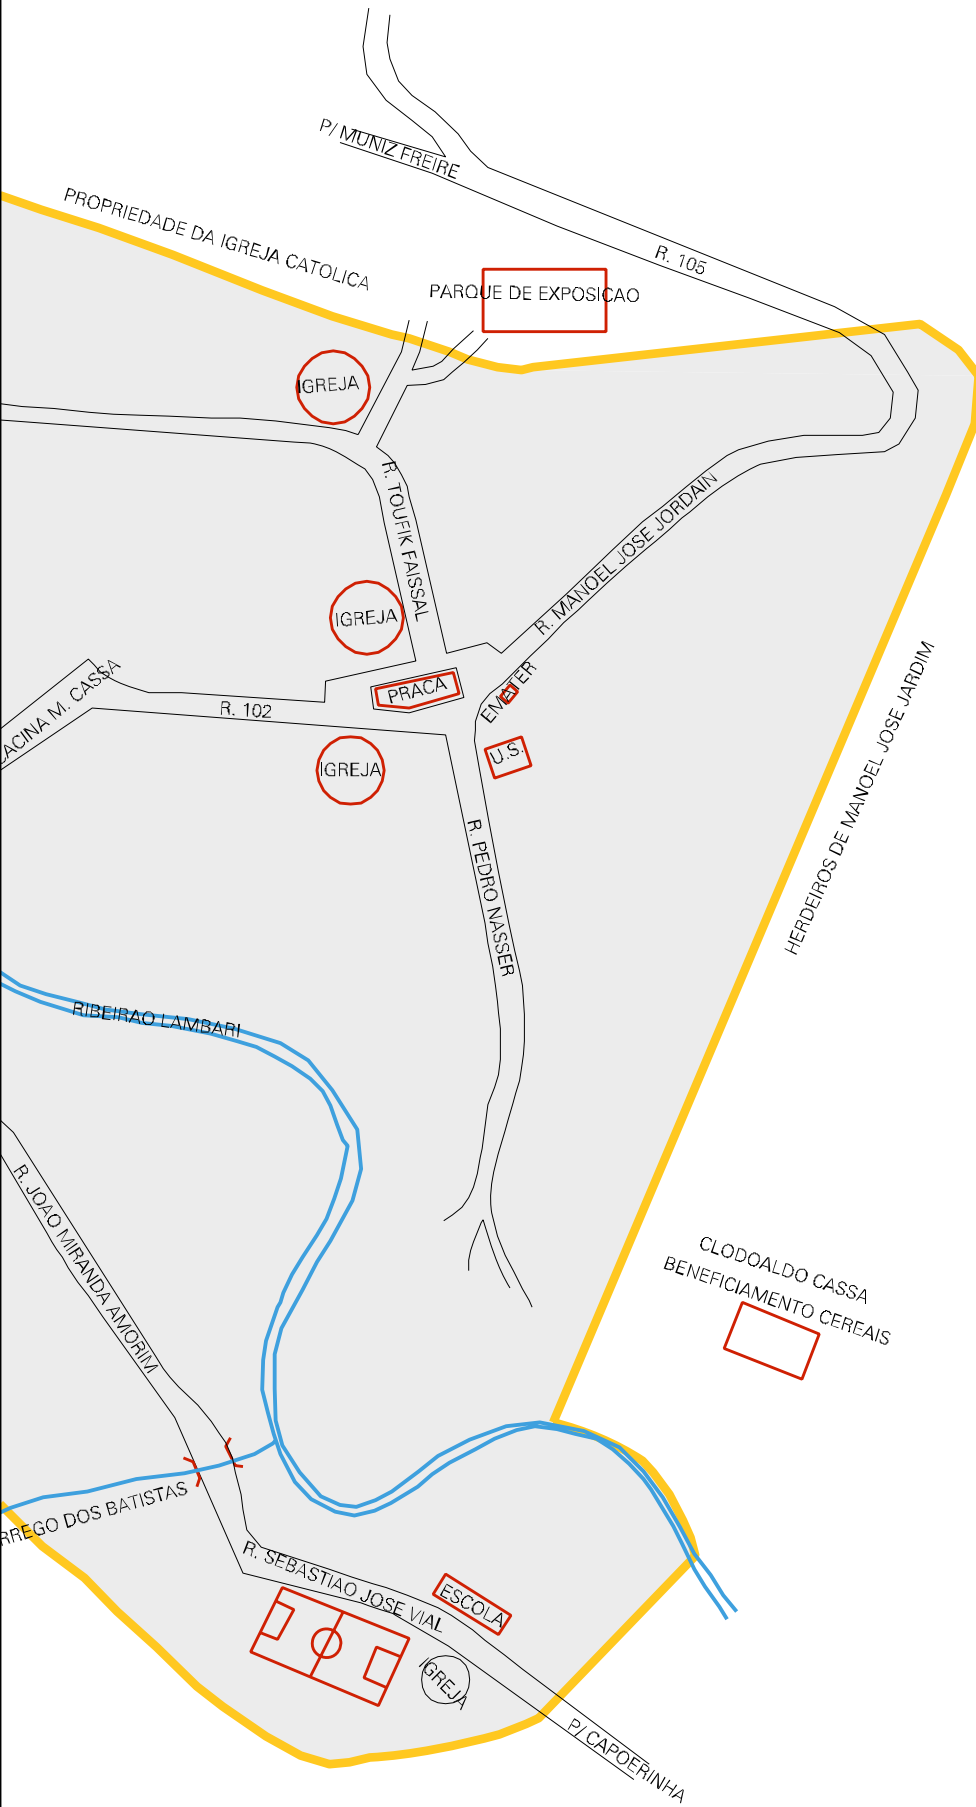 P/ MUNIZ FREIRE
PROPRIEDADE DA IGREJA CATOLICA
R. 105
PARQUE DE EXPOSICAO
IGREJA
R. TOUFIK FAISSAL
R. MANOEL JOSE JORDAIN
IGREJA
EMATER
PRACA
ACINA M. CASSA
R. 102
U.S.
IGREJA
HERDEIROS DE MANOEL JOSE JARDIM
R. PEDRO NASSER
RIBEIRAO LAMBARI
R. JOAO MIRANDA AMORIM
CLODOALDO CASSA
BENEFICIAMENTO CEREAIS
RREGO DOS BATISTAS
R. SEBASTIAO JOSE VIAL
ESCOLA
IGREJA
P/ CAPOERINHA